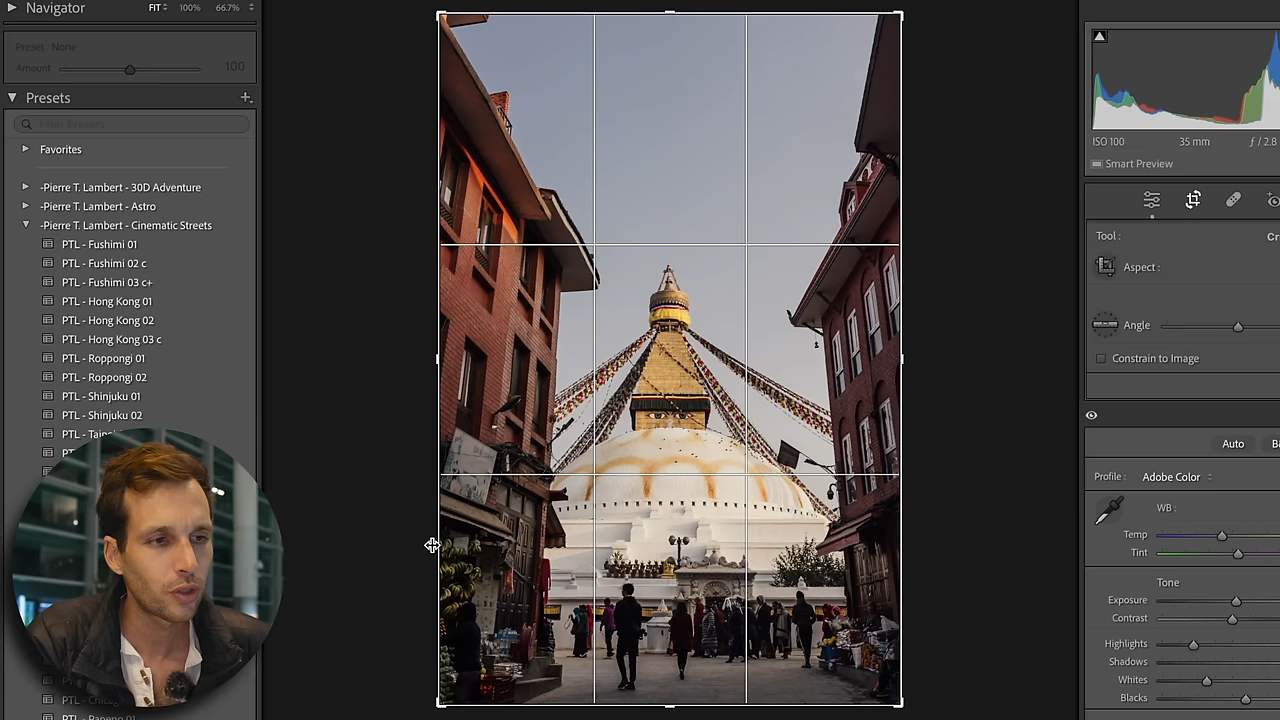 Navigator
FIT
100%
66.7%
Preset
None
Amount
100
Presets
Filter Presets
Favorites
-Pierre T. Lambert - 30D Adventure
-Pierre T. Lambert - Astro
-Pierre T. Lambert - Cinematic Streets
PTL - Fushimi 01
PTL - Fushimi 02 c
PTL - Fushimi 03 c+
PTL - Hong Kong 01
PTL - Hong Kong 02
PTL - Hong Kong 03 c
PTL - Roppongi 01
PTL - Roppongi 02
PTL - Shinjuku 01
PTL - Shinjuku 02
ISO 100
35 mm
ƒ / 2.8
Smart Preview
Tool :
Cr
Aspect :
Angle
Constrain to Image
Auto
Profile :
Adobe Color
WB :
Temp
Tint
Tone
Exposure
Contrast
Highlights
Shadows
Whites
Blacks